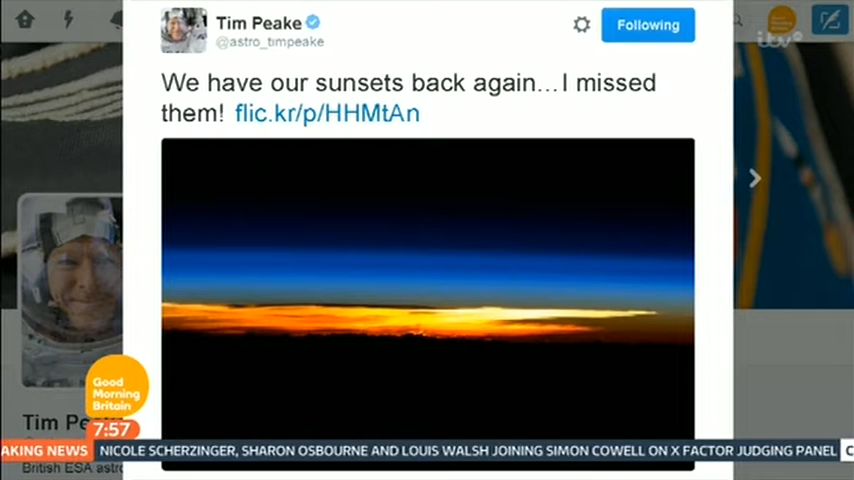 Tim Peake
@astro_timpeake
Following
itv
We have our sunsets back again...I missed
them! flic.kr/p/HHMtAn
Good
Morning
Britain
Tim Pe
7:57
AKING NEWS NICOLE SCHERZINGER, SHARON OSBOURNE AND LOUIS WALSH JOINING SIMON COWELL ON X FACTOR JUDGING PANEL C
British ESA astro